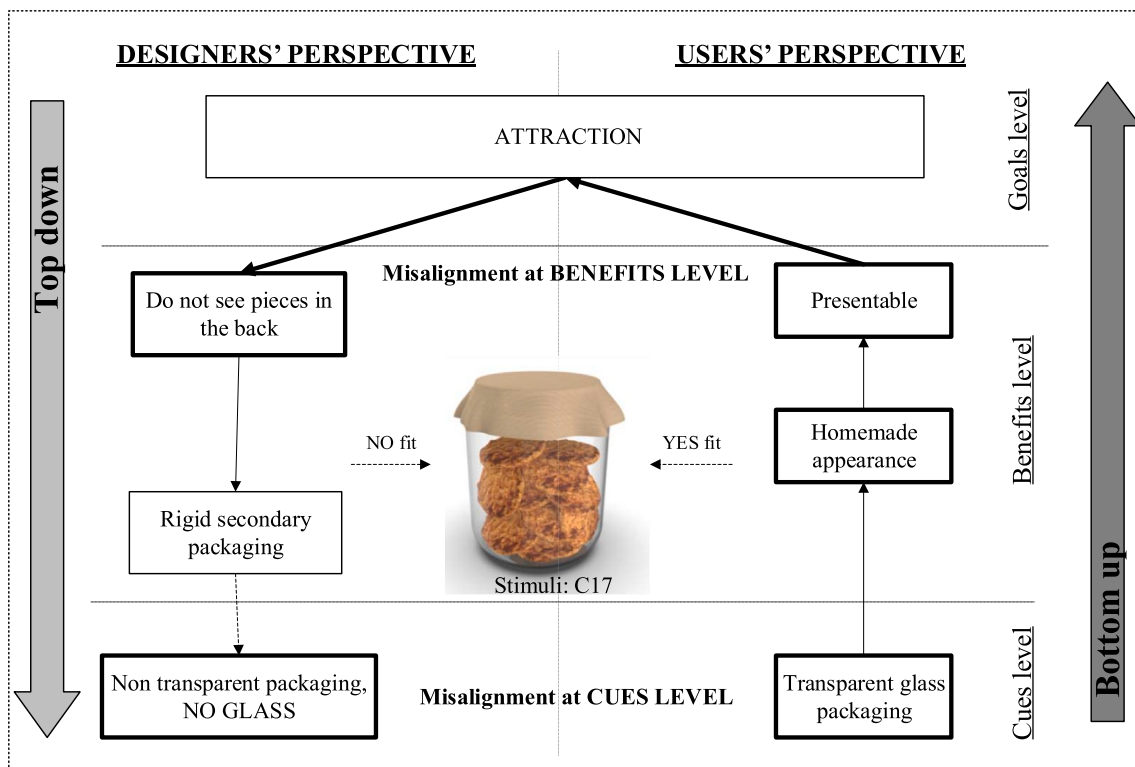 DESIGNERS' PERSPECTIVE
USERS' PERSPECTIVE
ATTRACTION
Goals level
Top down
Misalignment at BENEFITS LEVEL
Do not see pieces in
the back
Presentable
NO fit
YES fit
Homemade
appearance
Benefits level
Rigid secondary
packaging
Stimuli: C17
Bottom up
Non transparent packaging,
NO GLASS
Misalignment at CUES LEVEL
Transparent glass
packaging
Cues level